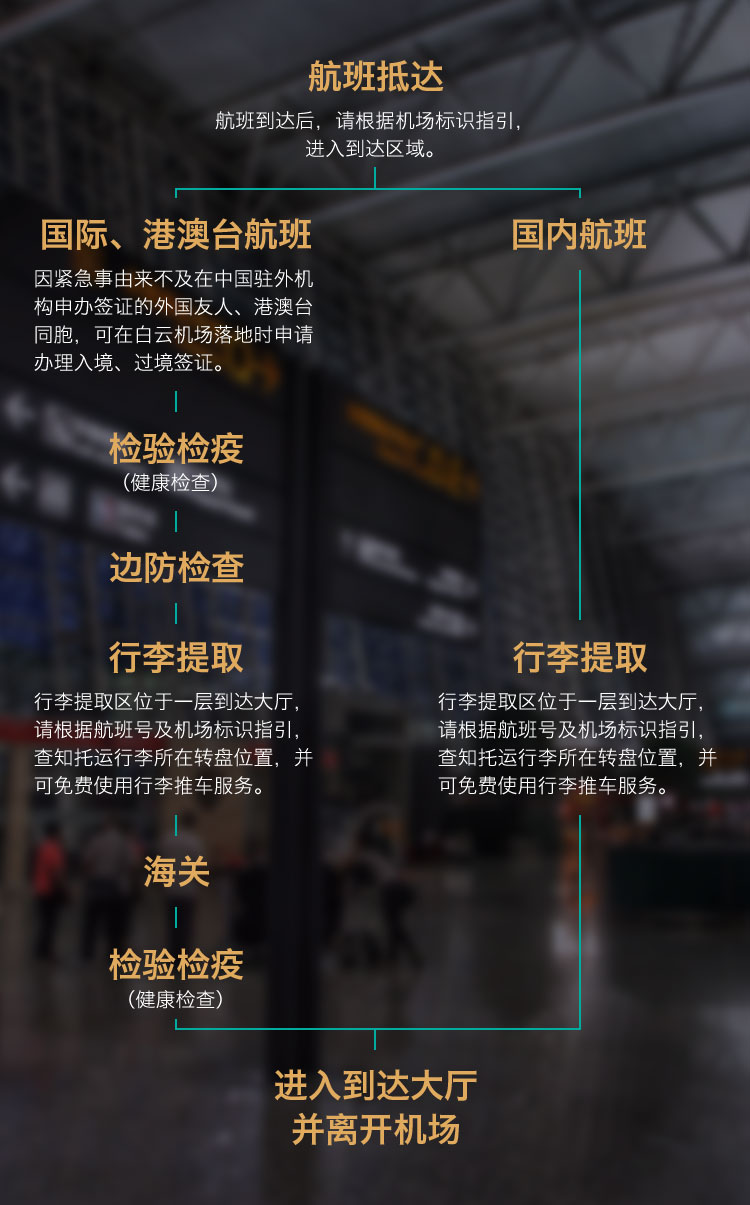 航班抵达
航班到达后，请根据机场标识指引，
进入到达区域。
国际、港澳台航班
因紧急事由来不及在中国驻外机
构申办签证的外国友人、港澳台
同胞，可在白云机场落地时申请
办理入境、过境签证。
检验检疫
（健康检查）
边防检查
行李提取
行李提取区位于一层到达大厅，
请根据航班号及机场标识指引，
查知托运行李所在转盘位置，并
可免费使用行李推车服务。
海关
检验检疫
（健康检查）
国内航班
行李提取
行李提取区位于一层到达大厅，
请根据航班号及机场标识指引，
查知托运行李所在转盘位置，并
可免费使用行李推车服务。
进入到达大厅
并离开机场